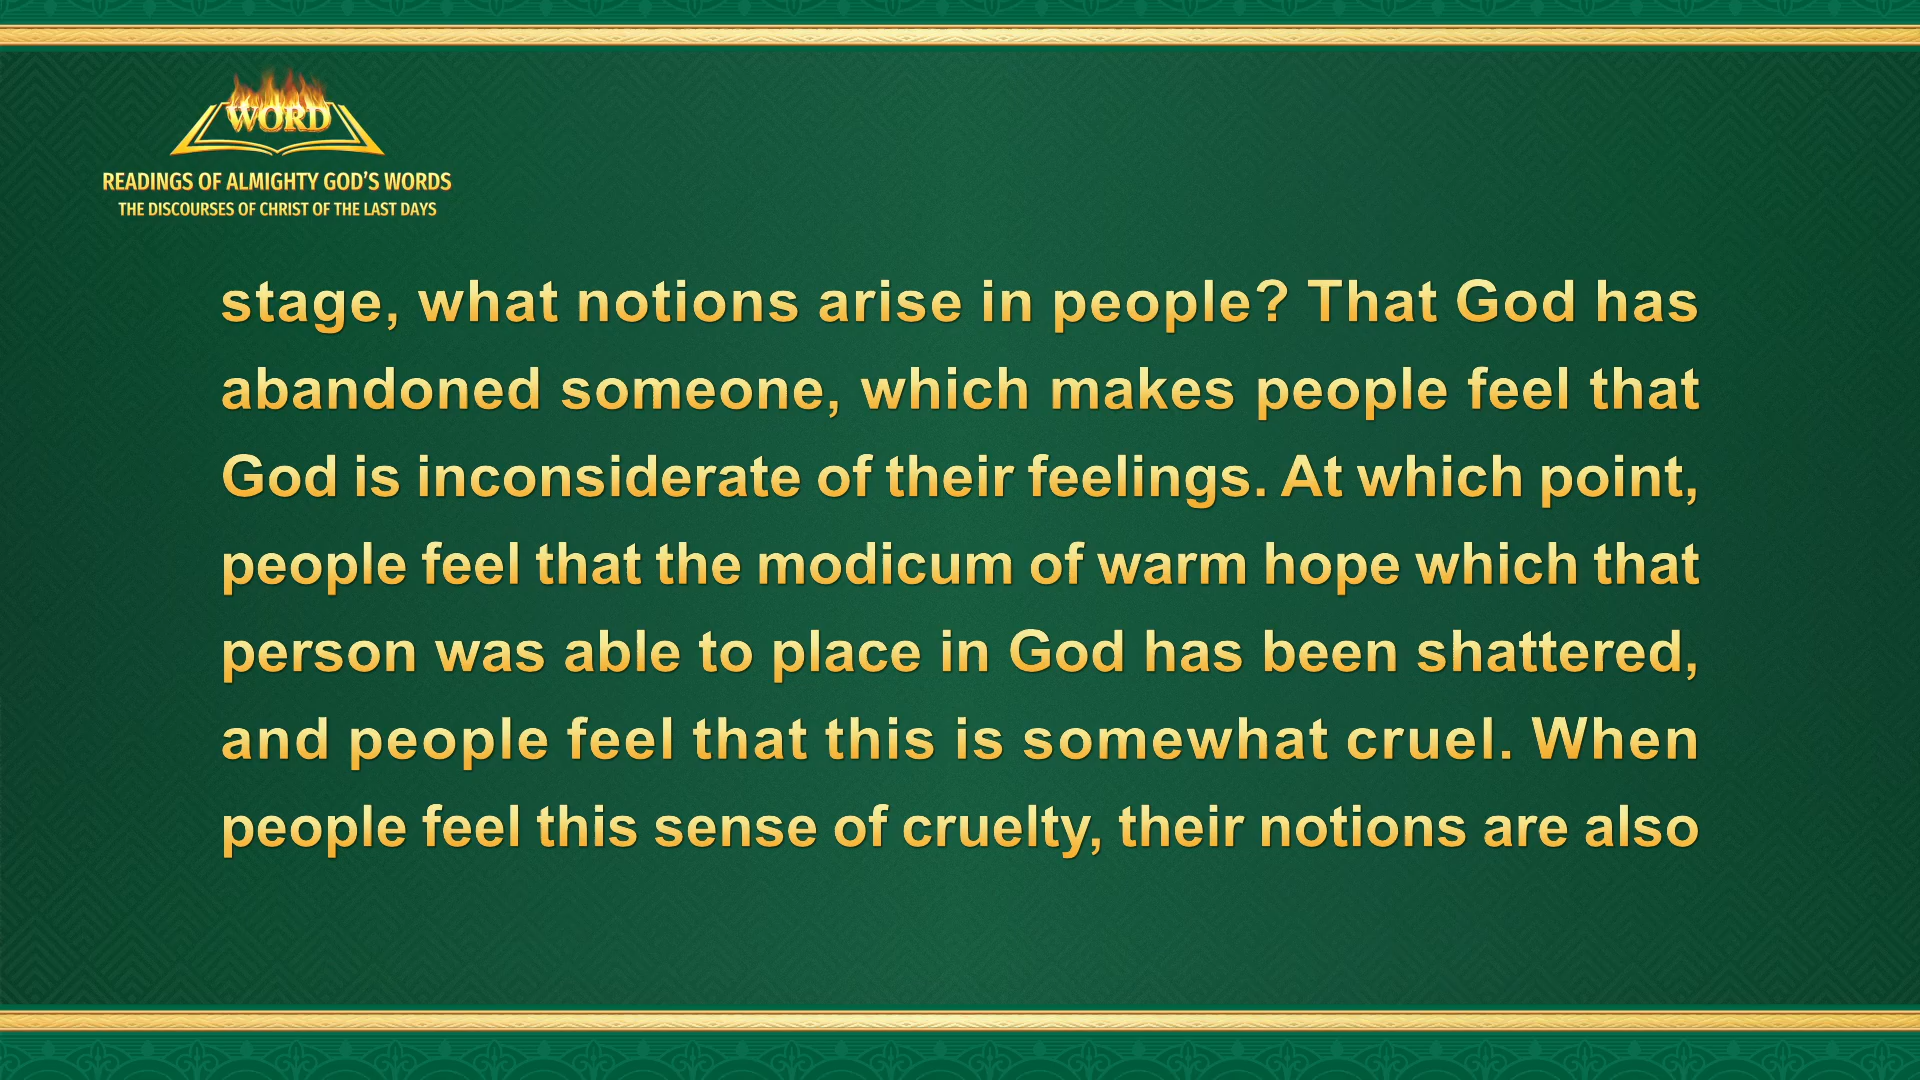 WORD
READINGS OF ALMIGHTY GOD’S WORDS
THE DISCOURSES OF CHRIST OF THE LAST DAYS
stage, what notions arise in people? That God has
abandoned someone, which makes people feel that
God is inconsiderate of their feelings. At which point,
people feel that the modicum of warm hope which that
person was able to place in God has been shattered,
and people feel that this is somewhat cruel. When
people feel this sense of cruelty, their notions are also